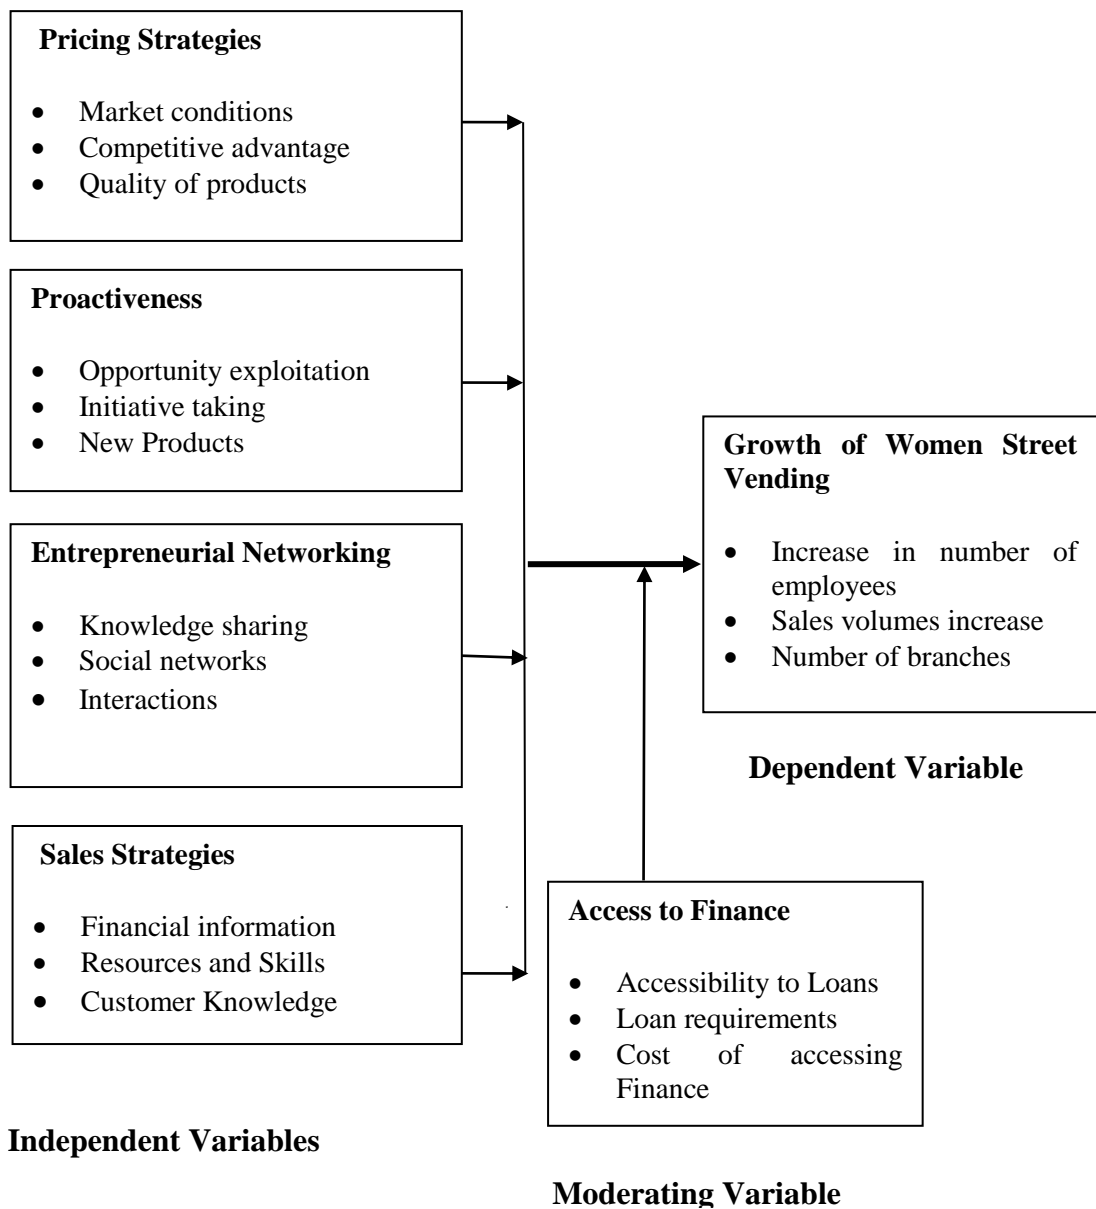 Pricing Strategies
• Market conditions
• Competitive advantage
• Quality of products
Proactiveness
• Opportunity exploitation
• Initiative taking
• New Products
Entrepreneurial Networking
• Knowledge sharing
• Social networks
• Interactions
Sales Strategies
• Financial information
• Resources and Skills
• Customer Knowledge
Independent Variables
Growth of Women Street
Vending
• Increase in number of
employees
• Sales volumes increase
• Number of branches
Dependent Variable
Access to Finance
• Accessibility to Loans
• Loan requirements
• Cost of accessing
Finance
Moderating Variable